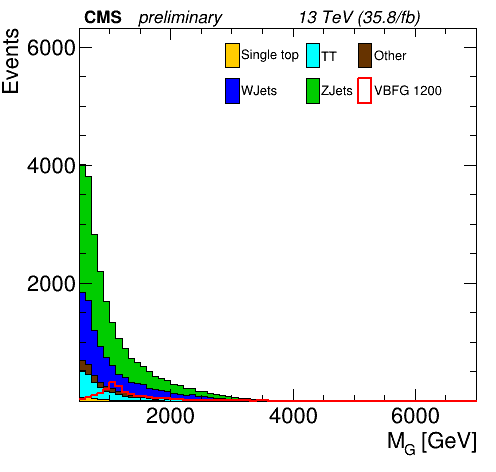 CMS preliminary 13 TeV (35.8/fb)
Events
6000
4000
2000
Single top TT Other
WJets ZJets VBFG 1200
2000 4000 6000
M_G [GeV]